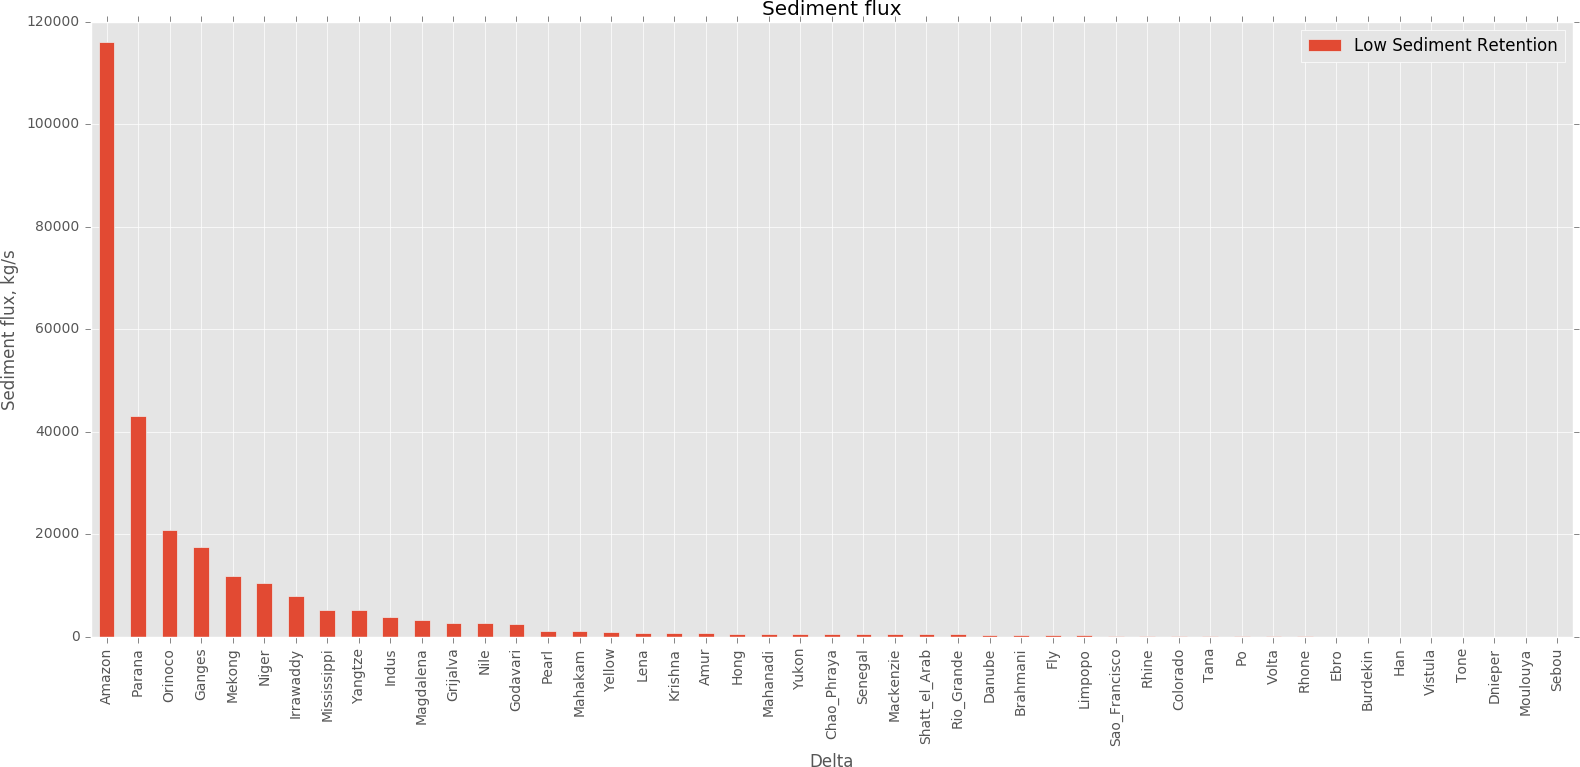 Sediment flux
Low Sediment Retention
Sediment flux, kg/s
120000
100000
80000
60000
40000
20000
0
Amazon
Parana
Orinoco
Ganges
Mekong
Niger
Irrawaddy
Mississippi
Yangtze
Indus
Magdalena
Grijalva
Nile
Godavari
Pearl
Mahakam
Yellow
Lena
Krishna
Amur
Hong
Mahanadi
Yukon
Chao_Phraya
Senegal
Mackenzie
Shatt_el_Arab
Rio_Grande
Danube
Brahmani
Fly
Limpopo
Sao_Francisco
Rhine
Colorado
Tana
Po
Volta
Rhone
Ebro
Burdekin
Han
Vistula
Tone
Dnieper
Moulouya
Sebou
Delta